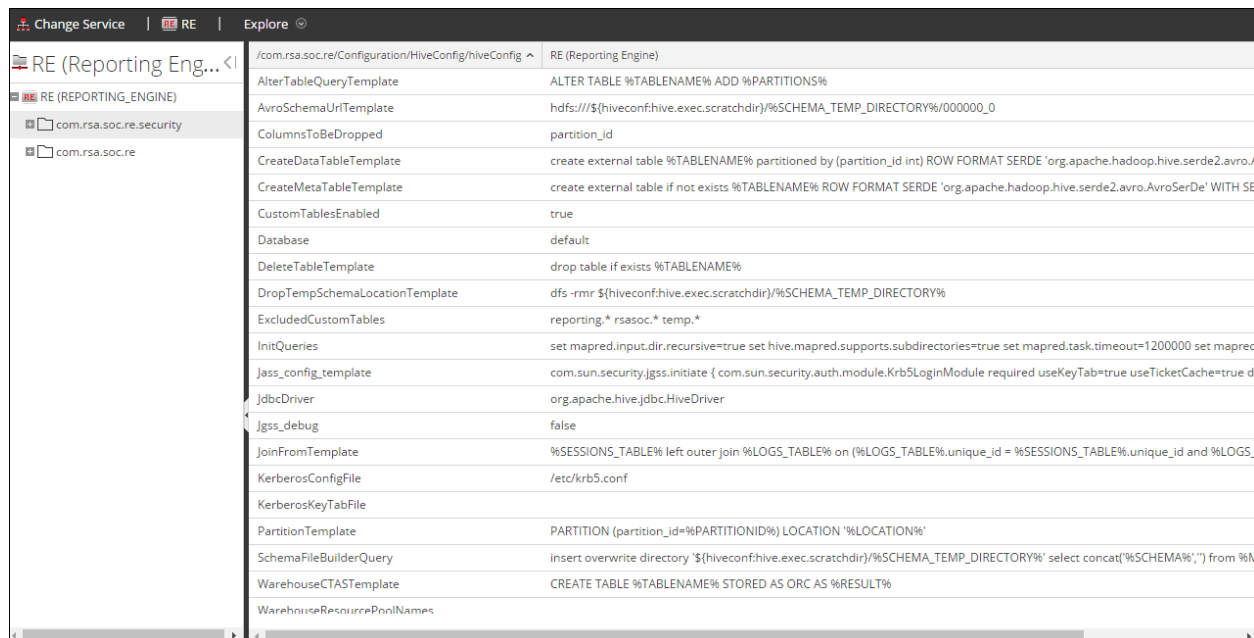 Change Service | RE RE | Explore
RE (Reporting Eng...
RE RE (REPORTING_ENGINE)
com.rsa.soc.re.security
com.rsa.soc.re
/com.rsa.soc.re/Configuration/HiveConfig/hiveConfig RE (Reporting Engine)
AlterTableQueryTemplate ALTER TABLE %TABLENAME% ADD %PARTITIONS%
AvroSchemaUrlTemplate hdfs:///${hiveconf:hive.exec.scratchdir}/%SCHEMA_TEMP_DIRECTORY%/000000_0
ColumnsToBeDropped partition_id
CreateDataTableTemplate create external table %TABLENAME% partitioned by (partition_id int) ROW FORMAT SERDE 'org.apache.hadoop.hive.serde2.avro.A
CreateMetaTableTemplate create external table if not exists %TABLENAME% ROW FORMAT SERDE 'org.apache.hadoop.hive.serde2.avro.AvroSerDe' WITH SE
CustomTablesEnabled true
Database default
DeleteTableTemplate drop table if exists %TABLENAME%
DropTempSchemaLocationTemplate dfs -rmr ${hiveconf:hive.exec.scratchdir}/%SCHEMA_TEMP_DIRECTORY%
ExcludedCustomTables reporting.* rsasoc.* temp.*
InitQueries set mapred.input.dir.recursive=true set hive.mapred.supports.subdirectories=true set mapred.task.timeout=1200000 set mapred
Jass_config_template com.sun.security.jgss.initiate { com.sun.security.auth.module.Krb5LoginModule required useKeyTab=true useTicketCache=true d
JdbcDriver org.apache.hive.jdbc.HiveDriver
Jgss_debug false
JoinFromTemplate %SESSIONS_TABLE% left outer join %LOGS_TABLE% on (%LOGS_TABLE%.unique_id = %SESSIONS_TABLE%.unique_id and %LOGS_
KerberosConfigFile /etc/krb5.conf
KerberosKeyTabFile
PartitionTemplate PARTITION (partition_id=%PARTITIONID%) LOCATION '%LOCATION%'
SchemaFileBuilderQuery insert overwrite directory '${hiveconf:hive.exec.scratchdir}/%SCHEMA_TEMP_DIRECTORY%' select concat('%SCHEMA%','') from %M
WarehouseCTASTemplate CREATE TABLE %TABLENAME% STORED AS ORC AS %RESULT%
WarehouseResourcePoolNames